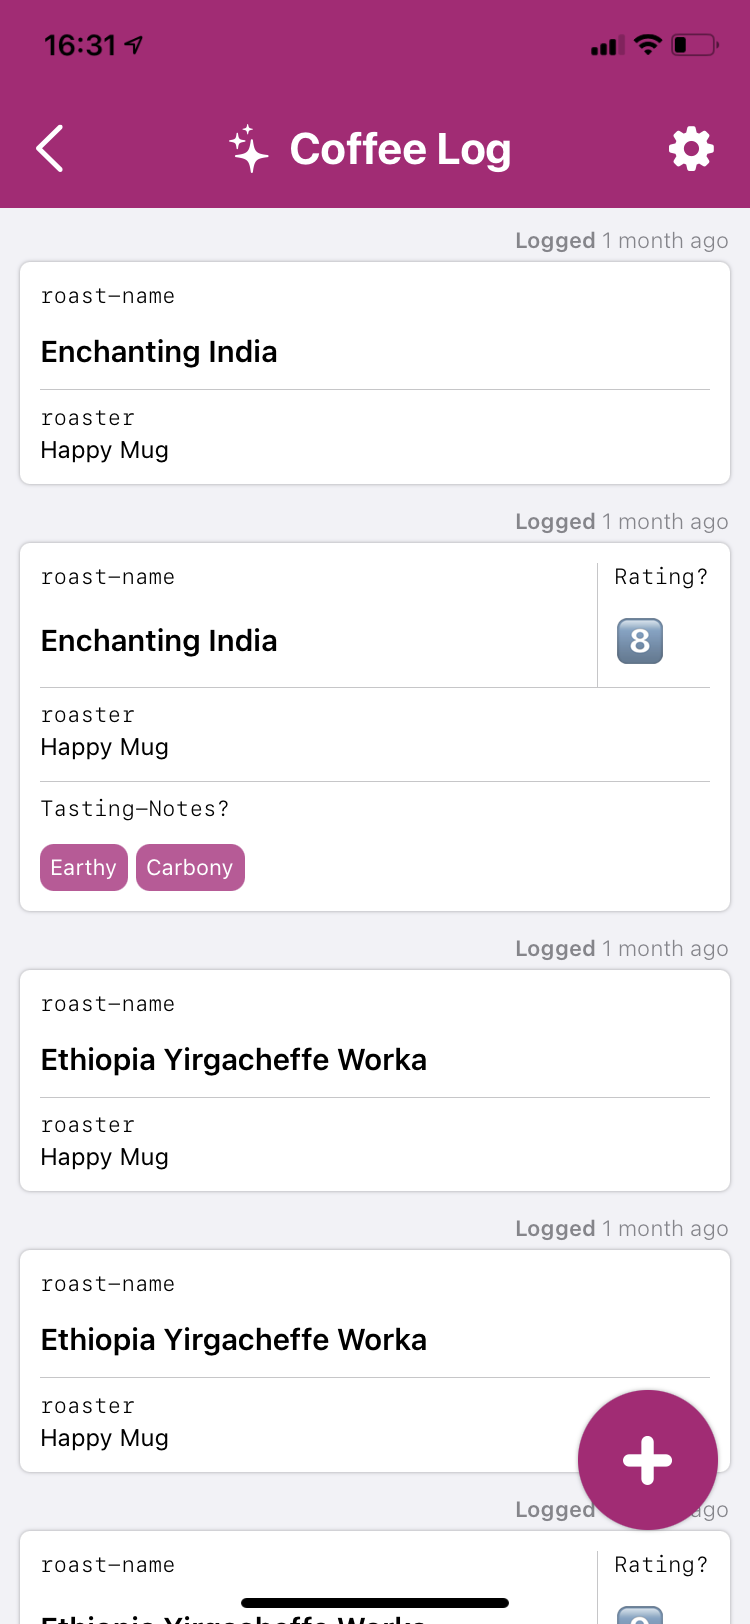 16:31
Coffee Log
Logged 1 month ago
roast-name
Enchanting India
roaster
Happy Mug
Logged 1 month ago
roast-name
Rating?
Enchanting India
8
roaster
Happy Mug
Tasting-Notes?
Earthy Carbony
Logged 1 month ago
roast-name
Ethiopia Yirgacheffe Worka
roaster
Happy Mug
Logged 1 month ago
roast-name
Ethiopia Yirgacheffe Worka
roaster
Happy Mug
Logged ago
roast-name
Rating?
Ethiopia Yirgacheffe Worka